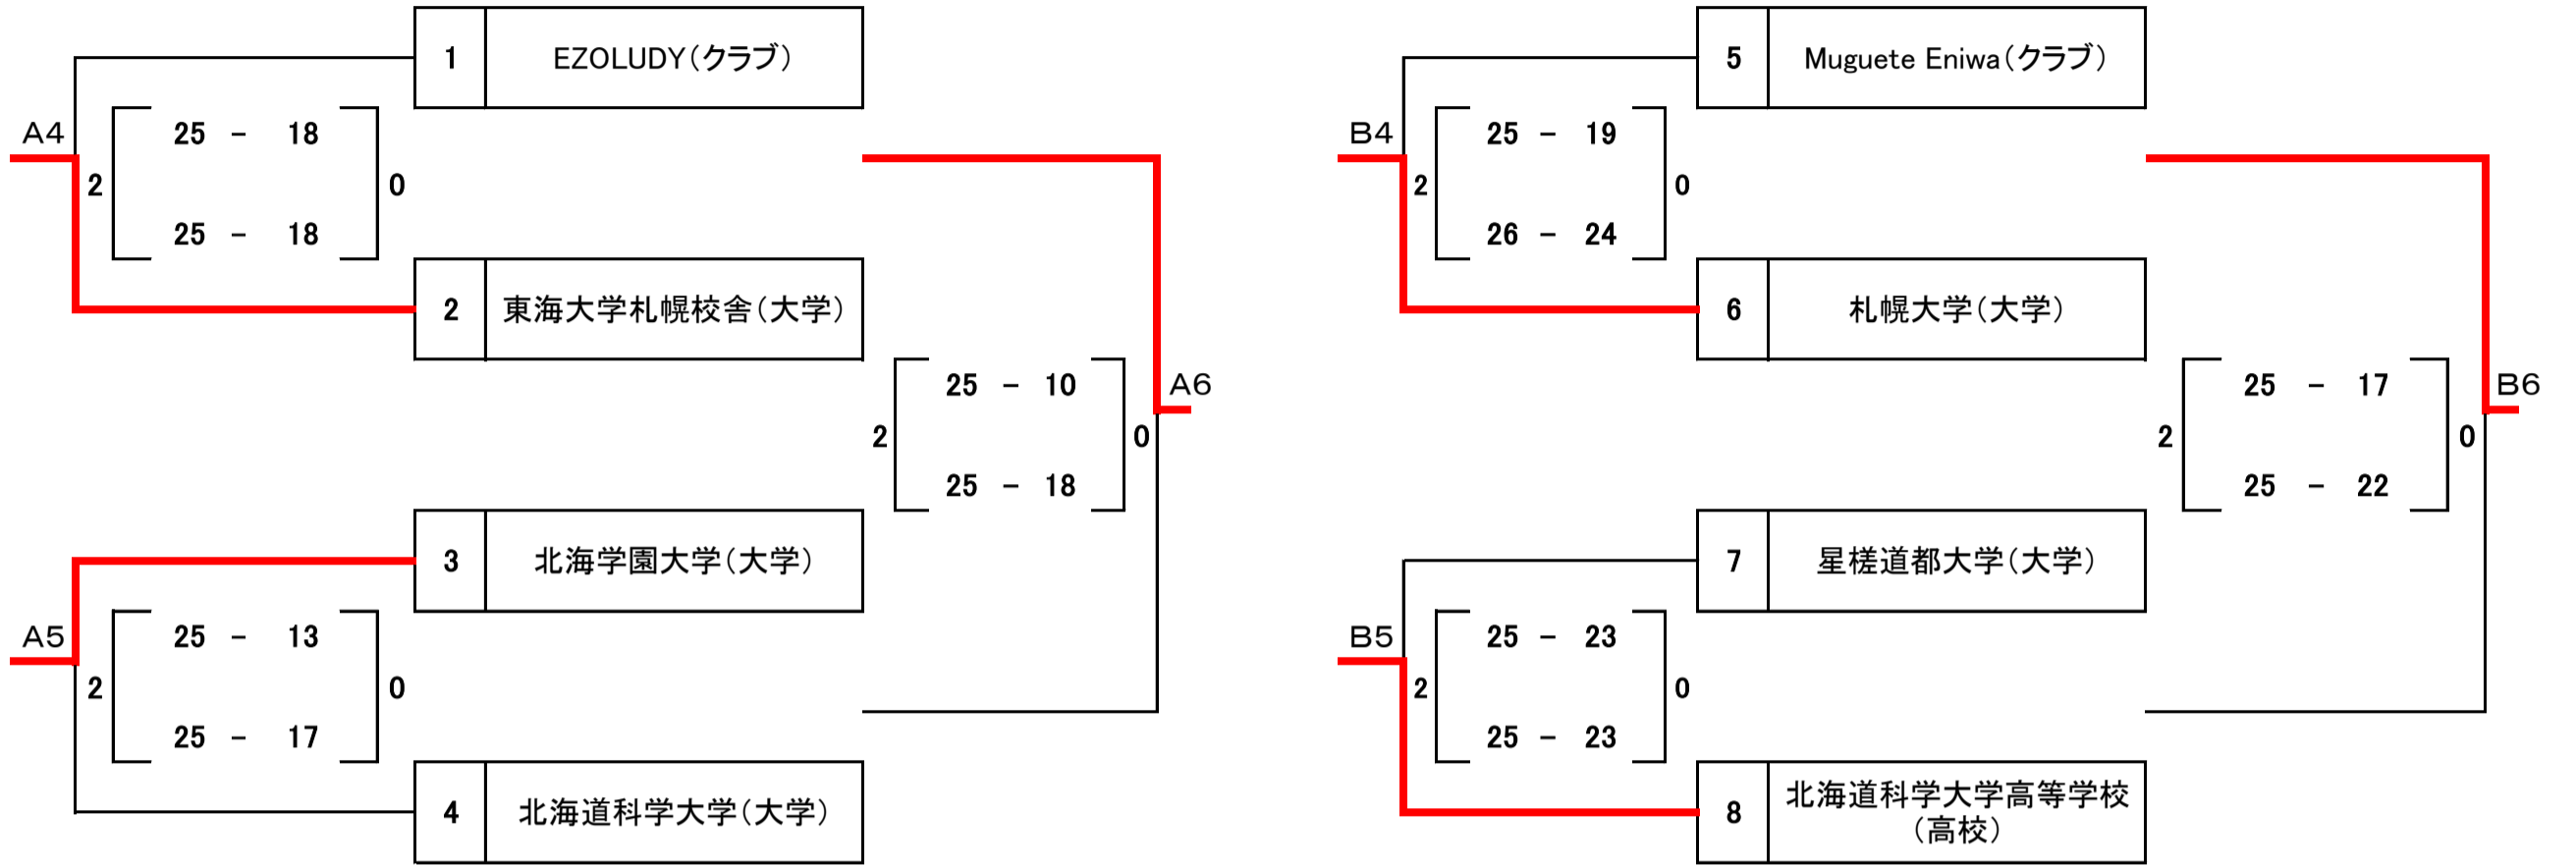 1 EZOLUDY(クラブ)
A4
25 - 18
2 0
25 - 18
2 東海大学札幌校舎(大学)
25 - 10
A6
2 0
25 - 18
3 北海学園大学(大学)
A5
25 - 13
2 0
25 - 17
4 北海道科学大学(大学)
5 Muguete Eniwa(クラブ)
B4
25 - 19
2 0
26 - 24
6 札幌大学(大学)
25 - 17
B6
2 0
25 - 22
7 星槎道都大学(大学)
B5
25 - 23
2 0
25 - 23
8 北海道科学大学高等学校
(高校)